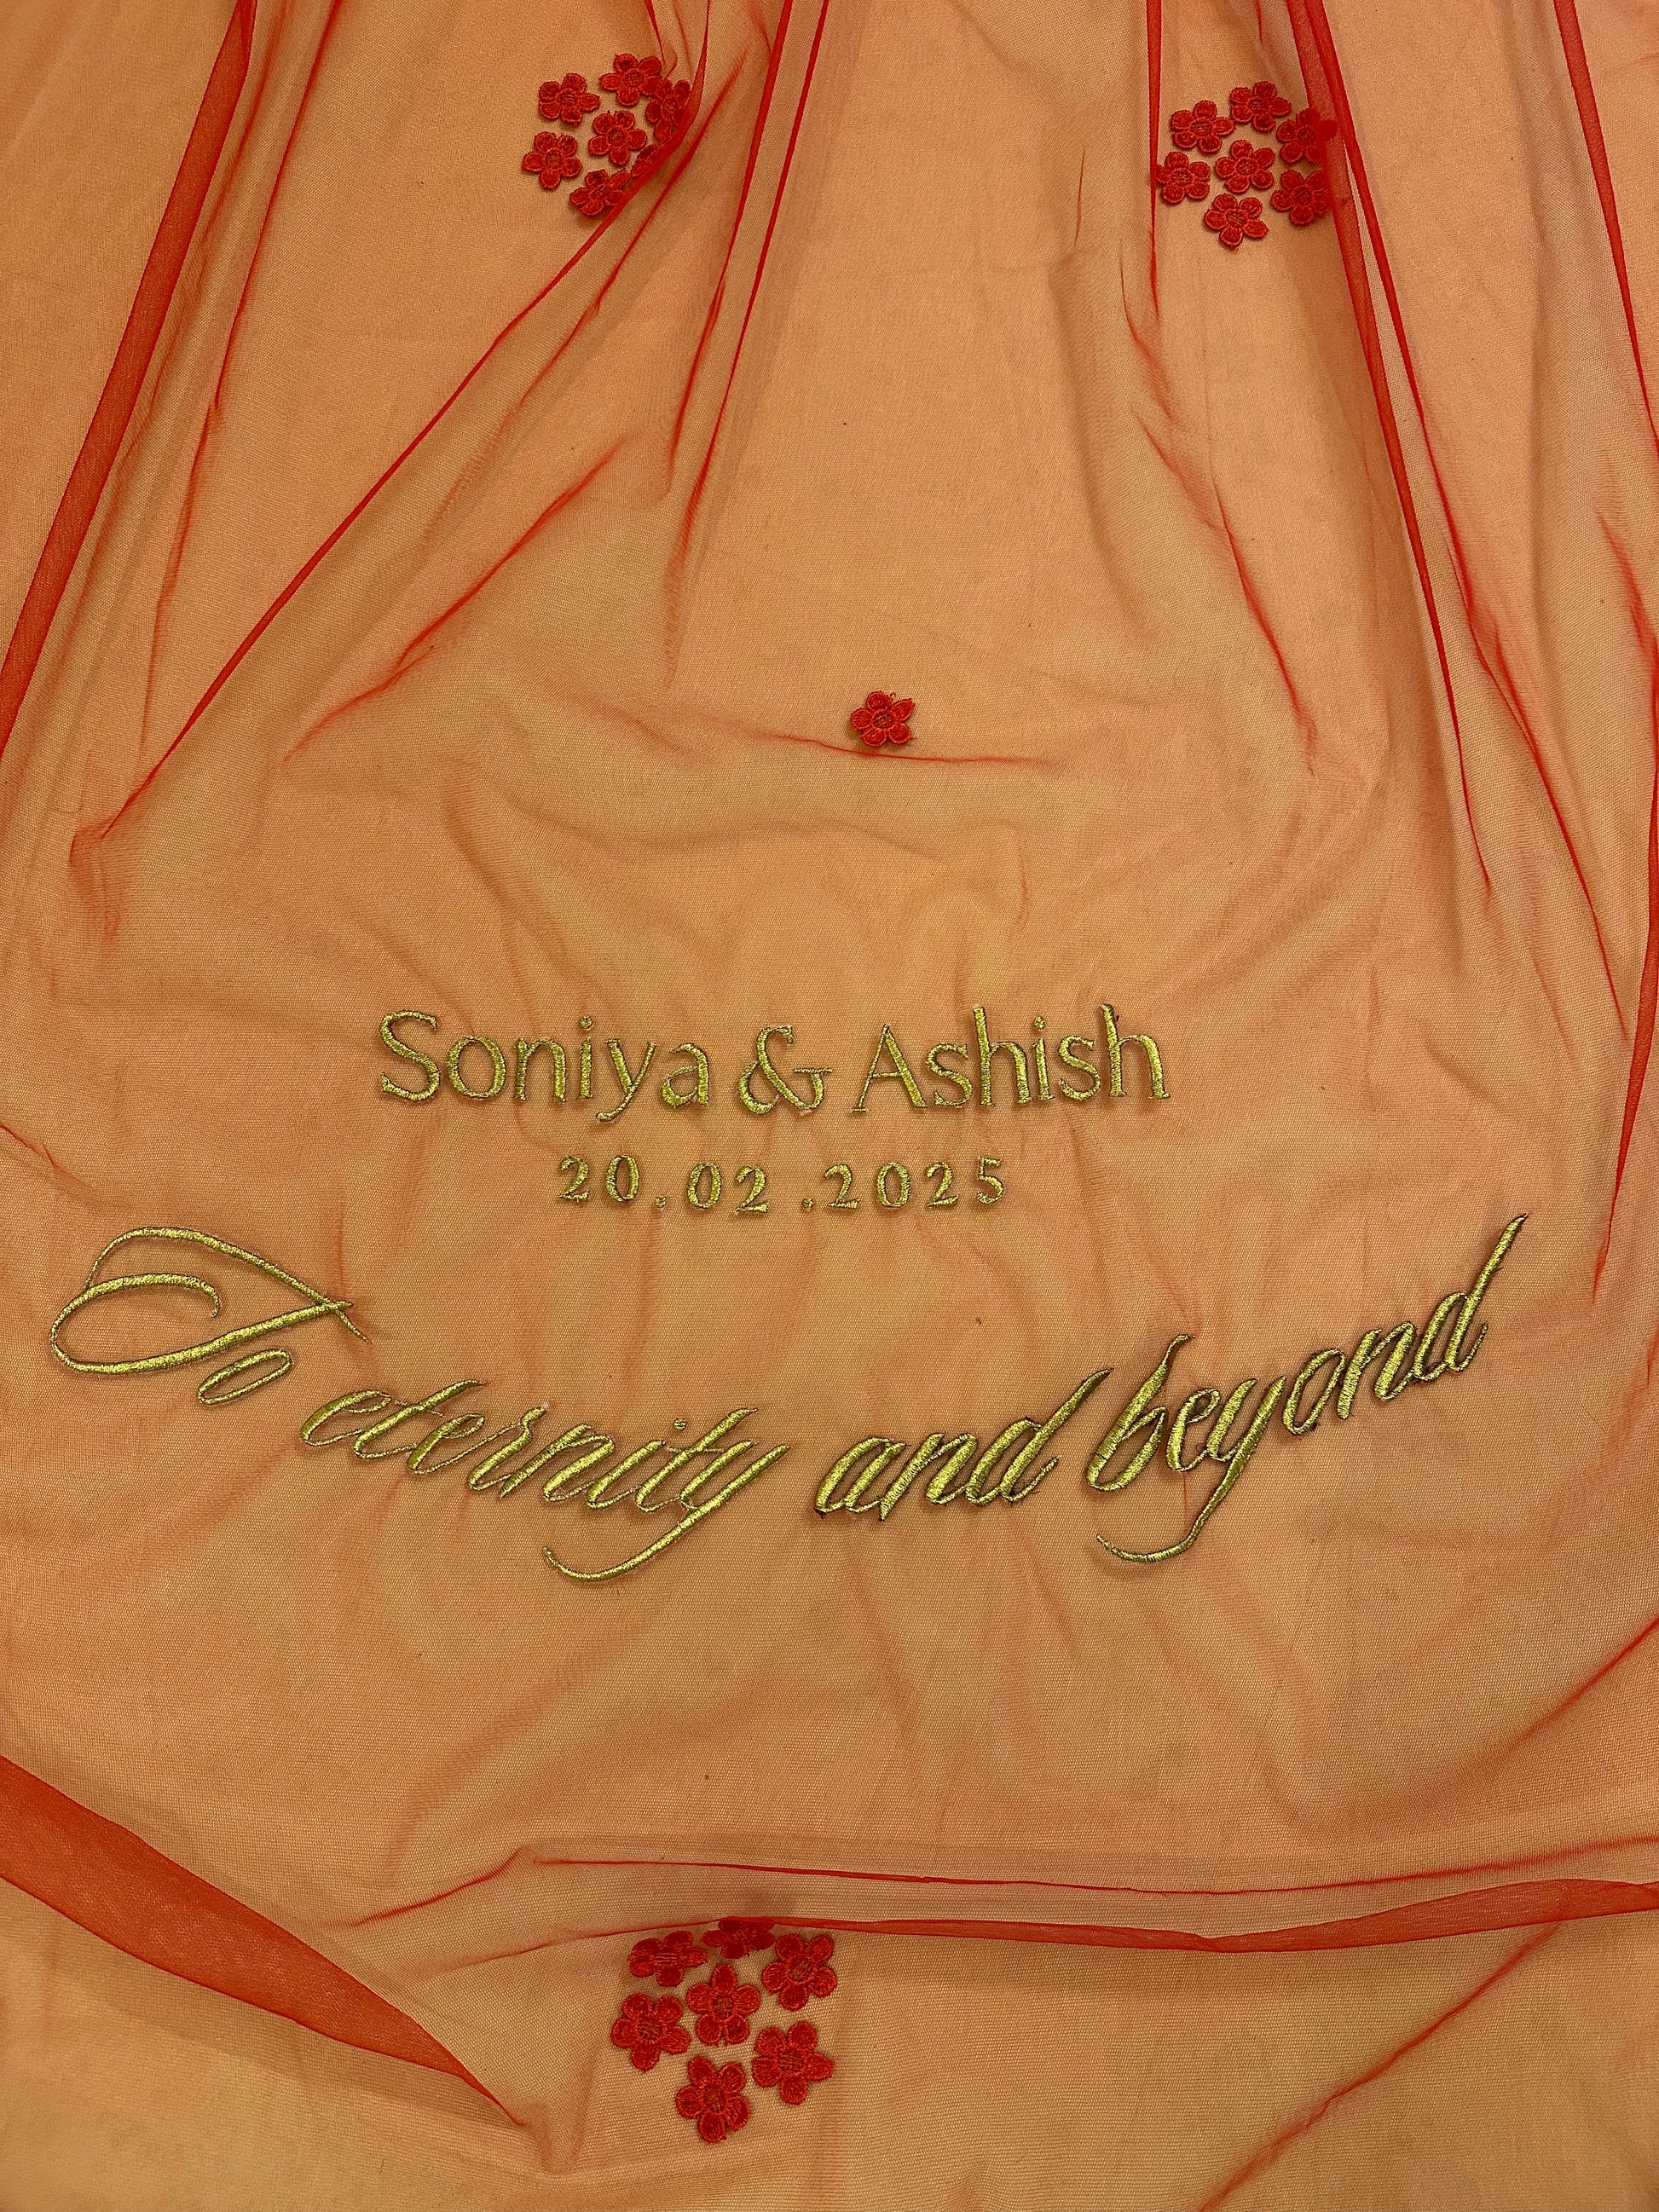 Soniya & Ashish
20.02.2025
To eternity and beyond